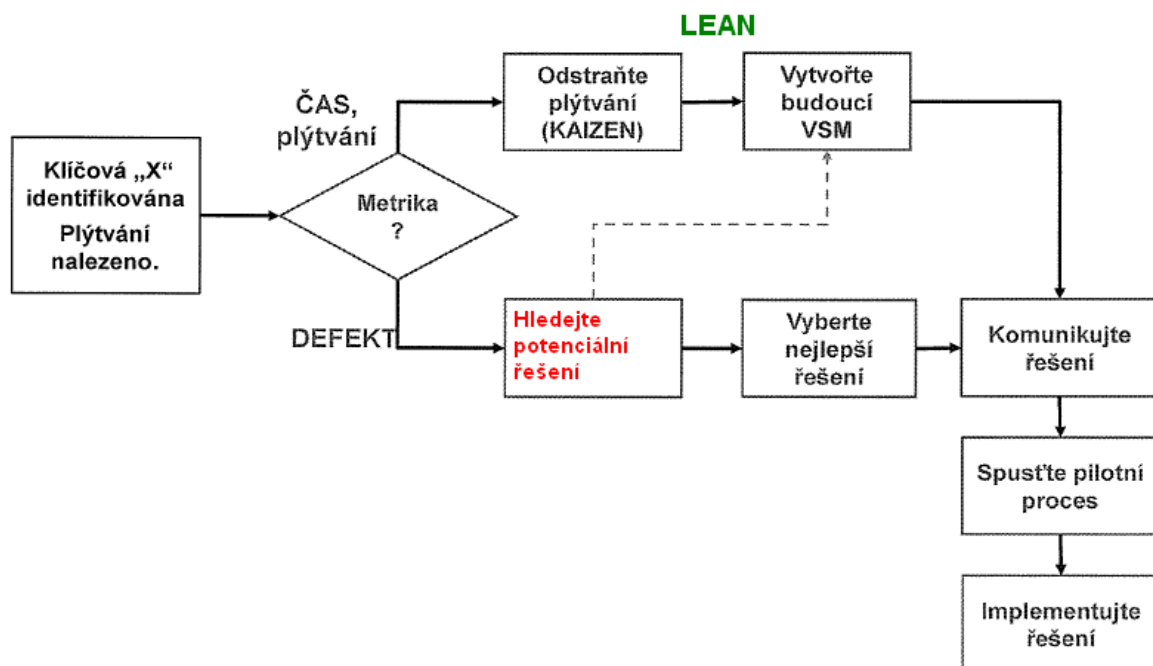 LEAN
Klíčová „X“
identifikována
Plýtvání
nalezeno.
ČAS,
plýtvání
Metrika
?
DEFEKT
Odstraňte
plýtvání
(KAIZEN)
Vytvořte
budoucí
VSM
Hledejte
potenciální
řešení
Vyberte
nejlepší
řešení
Komunikujte
řešení
Spusťte pilotní
proces
Implementujte
řešení